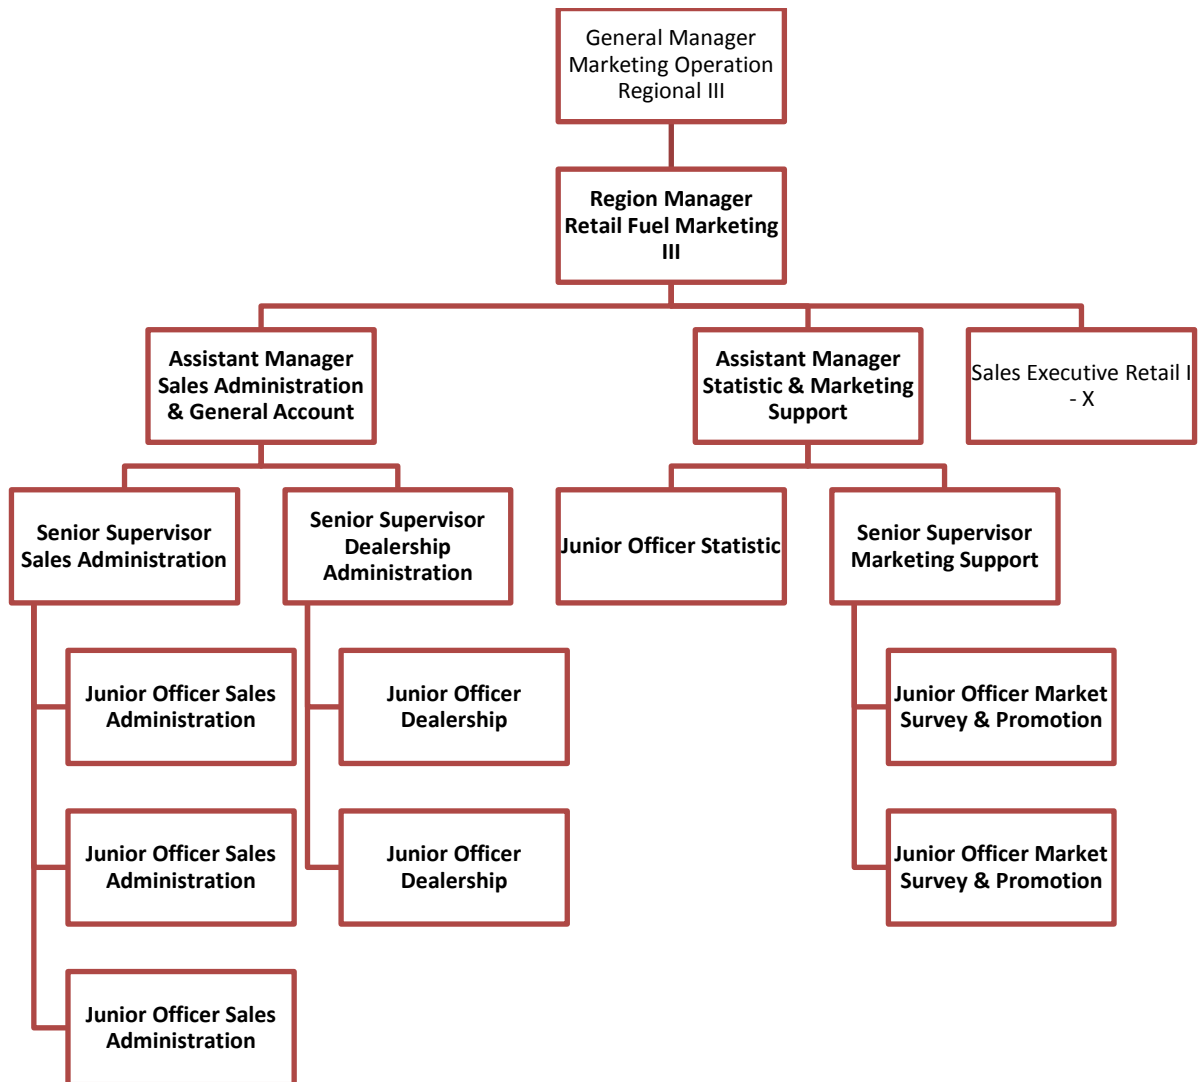 General Manager
Marketing Operation
Regional III
Region Manager
Retail Fuel Marketing
III
Assistant Manager
Sales Administration
& General Account
Assistant Manager
Statistic & Marketing
Support
Sales Executive Retail I
- X
Senior Supervisor
Sales Administration
Senior Supervisor
Dealership
Administration
Junior Officer Statistic
Senior Supervisor
Marketing Support
Junior Officer Sales
Administration
Junior Officer
Dealership
Junior Officer Market
Survey & Promotion
Junior Officer Sales
Administration
Junior Officer
Dealership
Junior Officer Market
Survey & Promotion
Junior Officer Sales
Administration